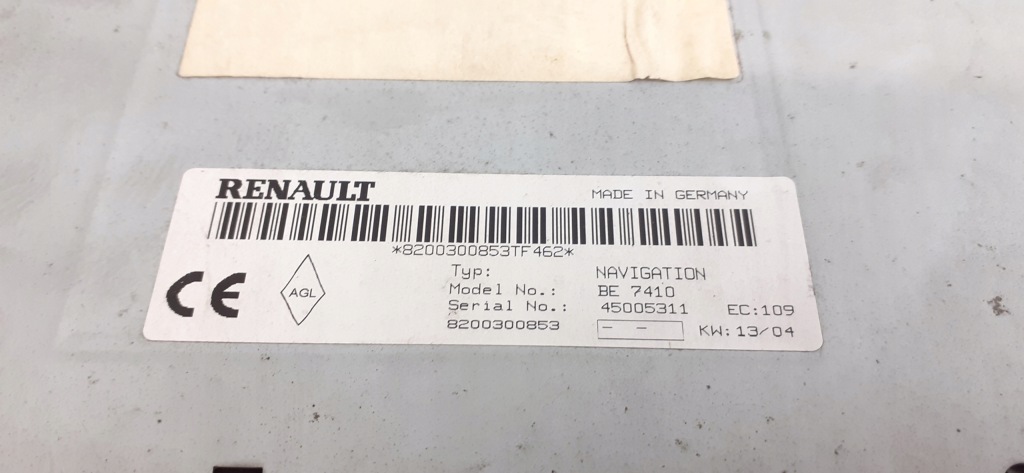 RENAULT MADE IN GERMANY
*8200300853TF462*
CE AGL
Typ: NAVIGATION
Model No.: BE 7410
Serial No.: 45005311 EC:109
8200300853 – – KW:13/04